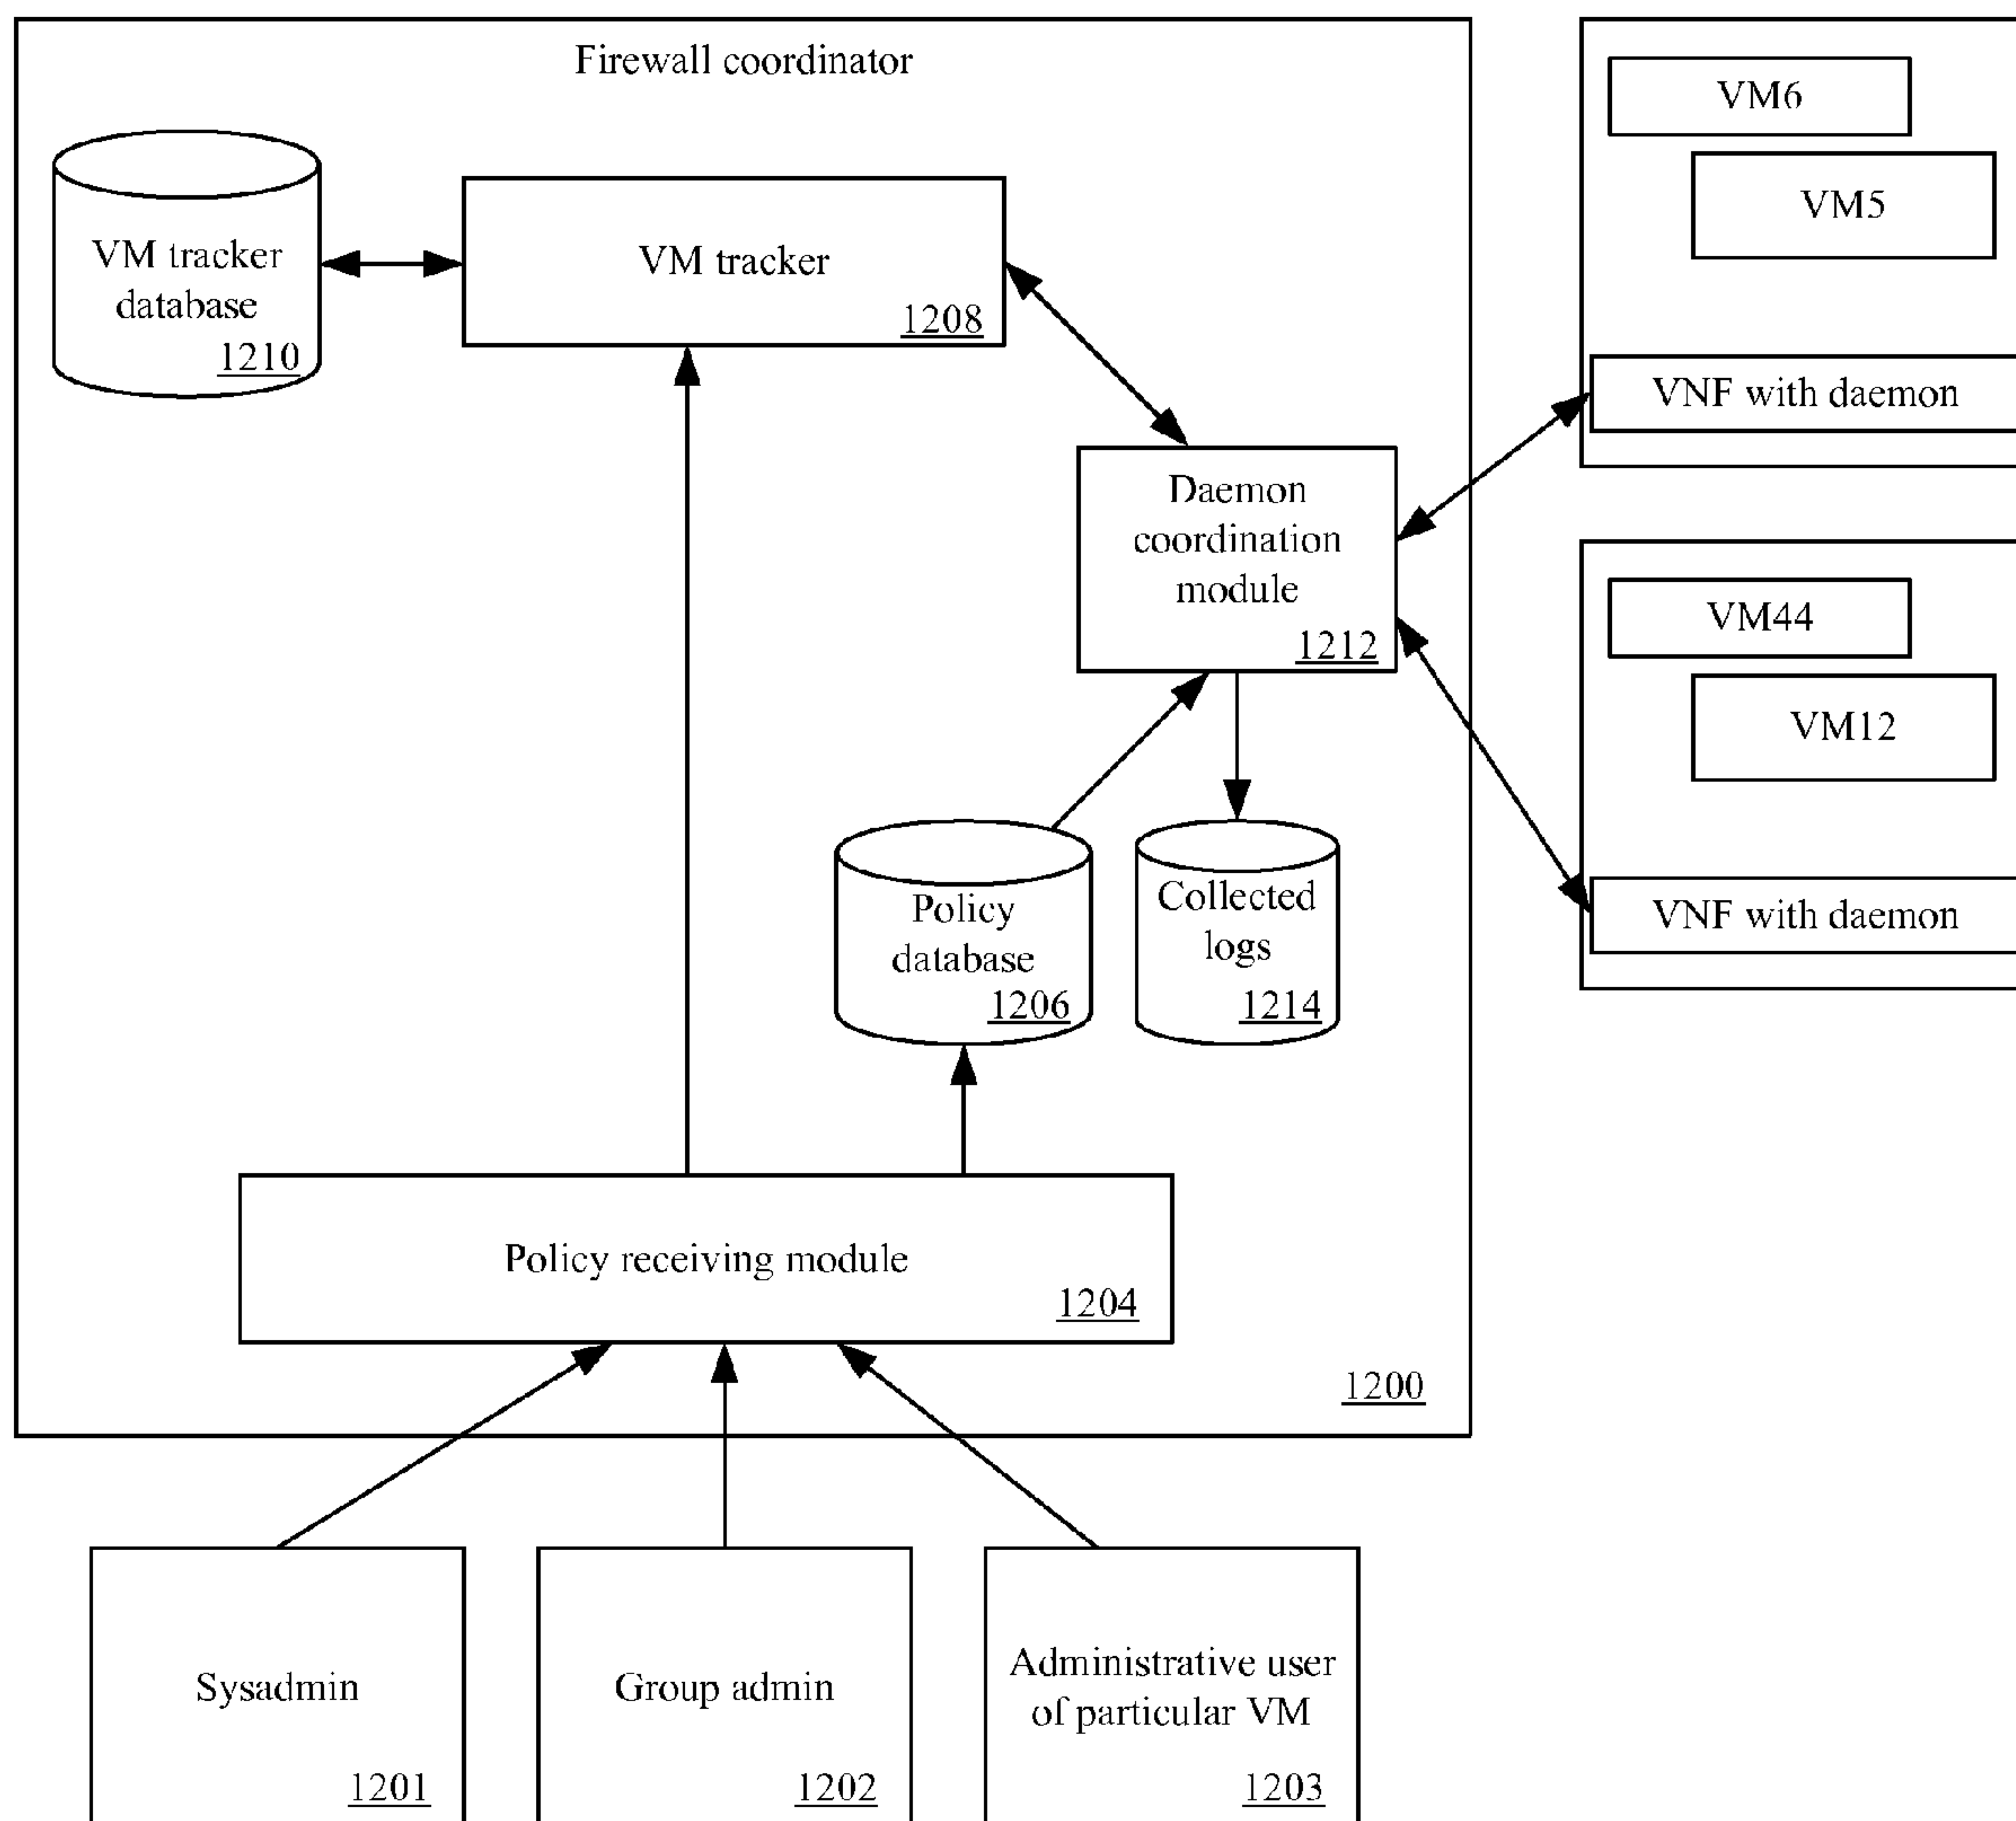 Firewall coordinator
VM tracker
database
1210
VM tracker
1208
Daemon
coordination
module
1212
Policy
database
1206
Collected
logs
1214
Policy receiving module
1204
1200
Sysadmin
1201
Group admin
1202
Administrative user
of particular VM
1203
VM6
VM5
VNF with daemon
VM44
VM12
VNF with daemon